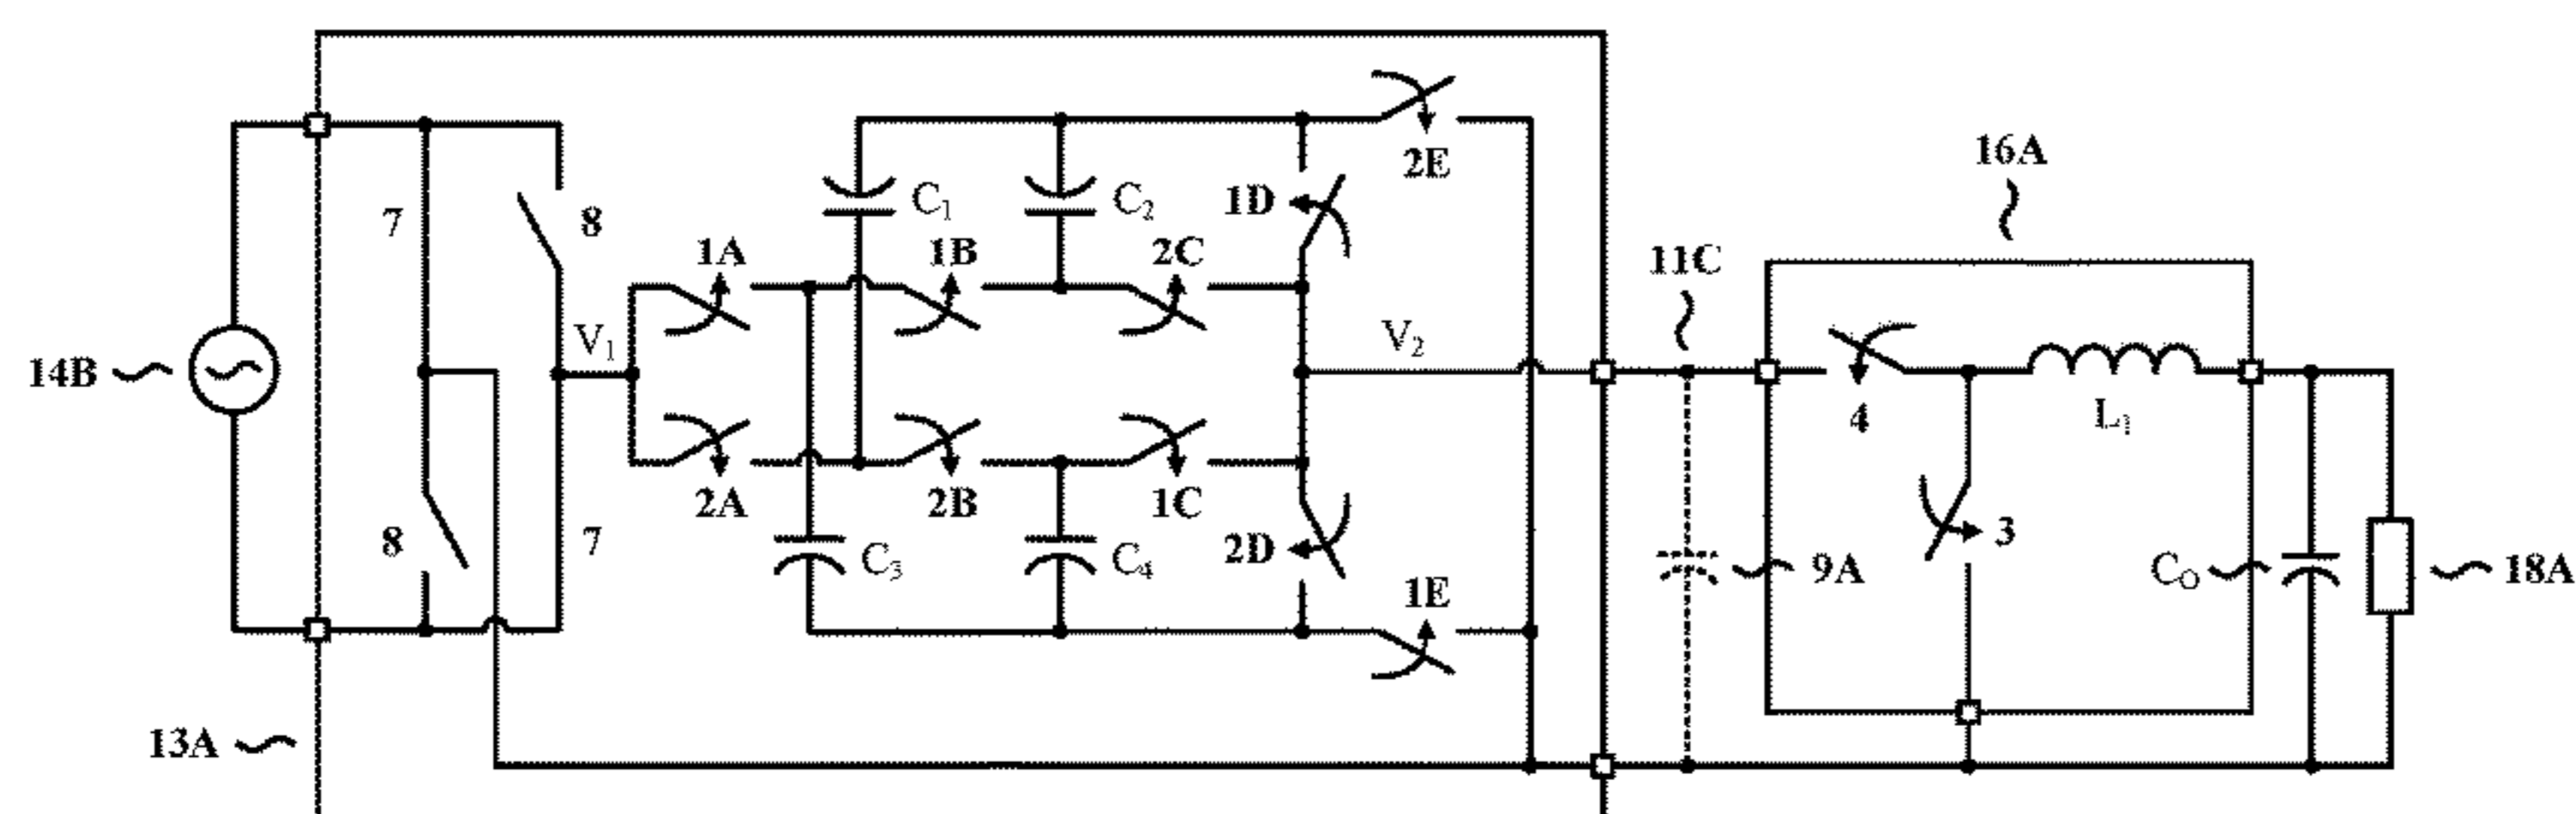 16A
2E
7
8
C₁
C₂
1D
1A
1B
2C
11C
V₁
V₂
14B
4
L₁
2A
2B
1C
8
7
C₃
C₄
2D
3
9A
C_O
18A
1E
13A